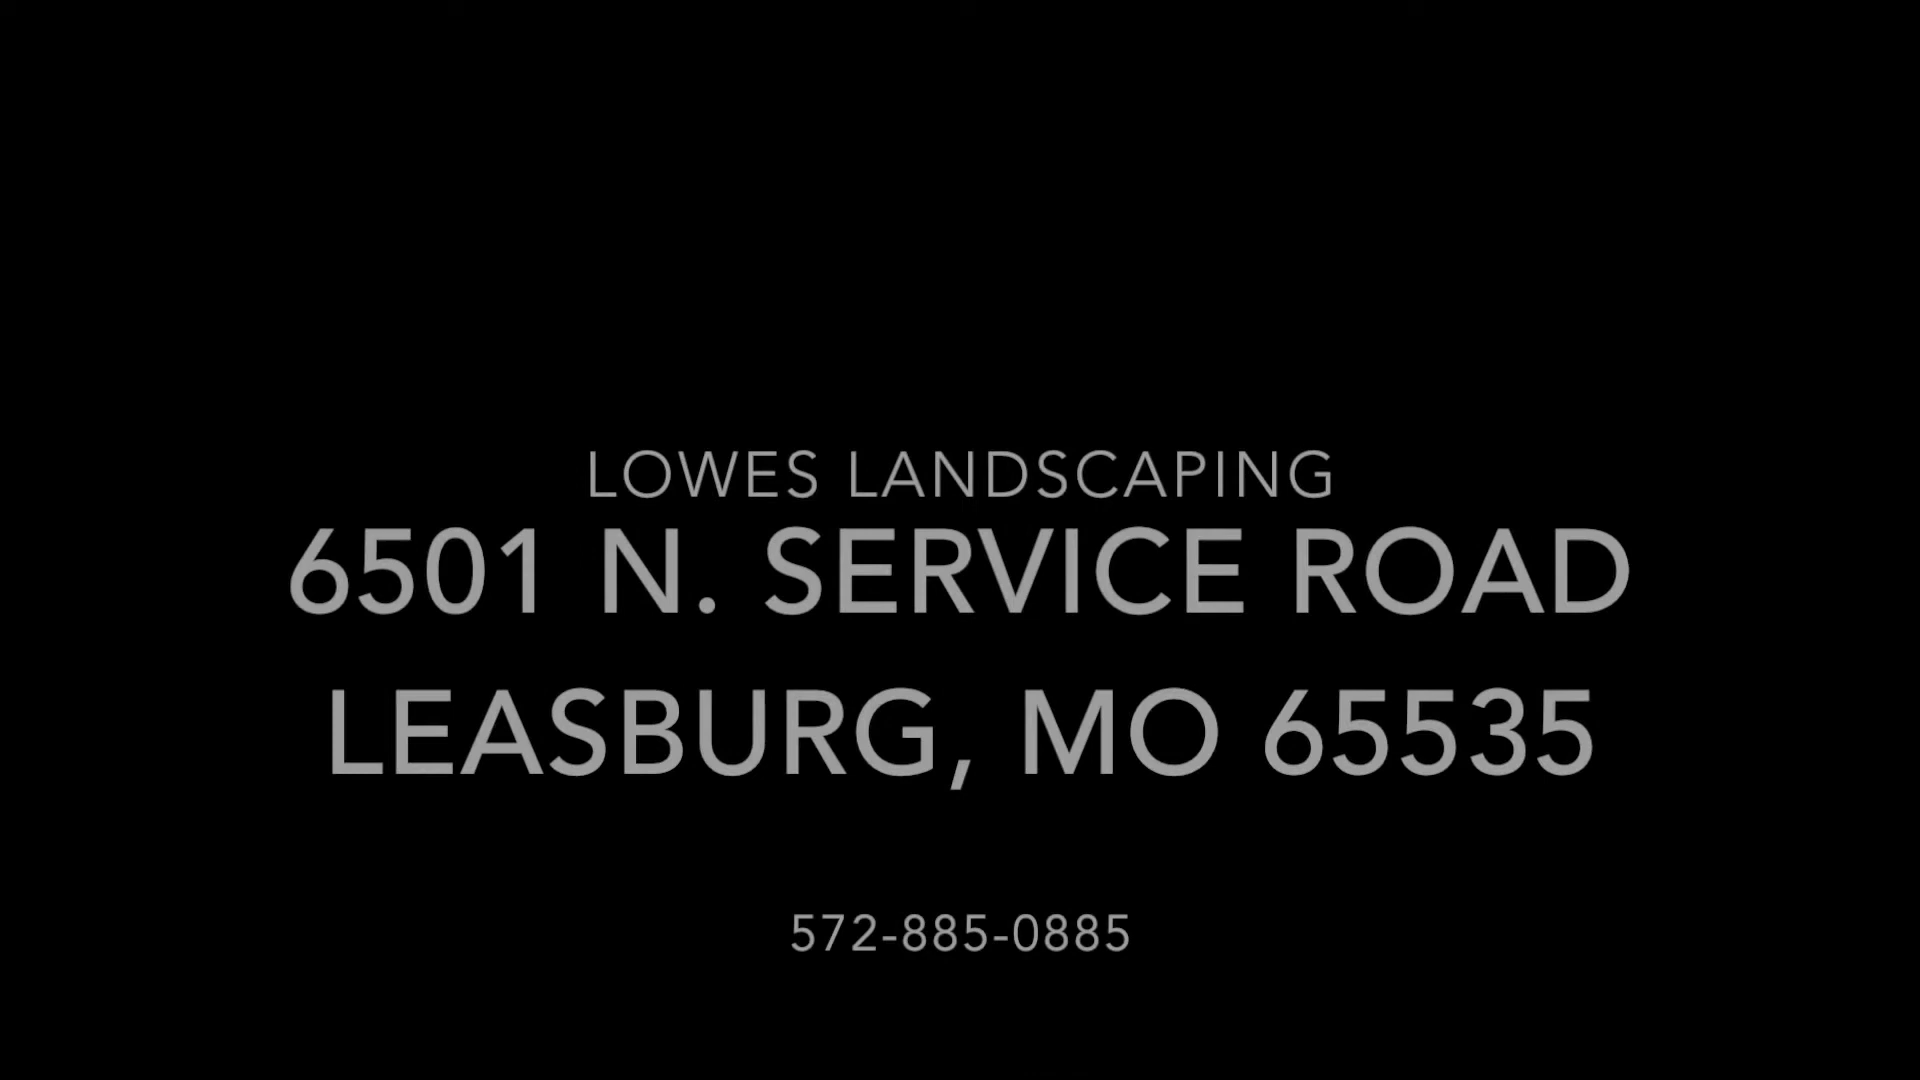 LOWES LANDSCAPING
6501 N. SERVICE ROAD
LEASBURG, MO 65535
572-885-0885